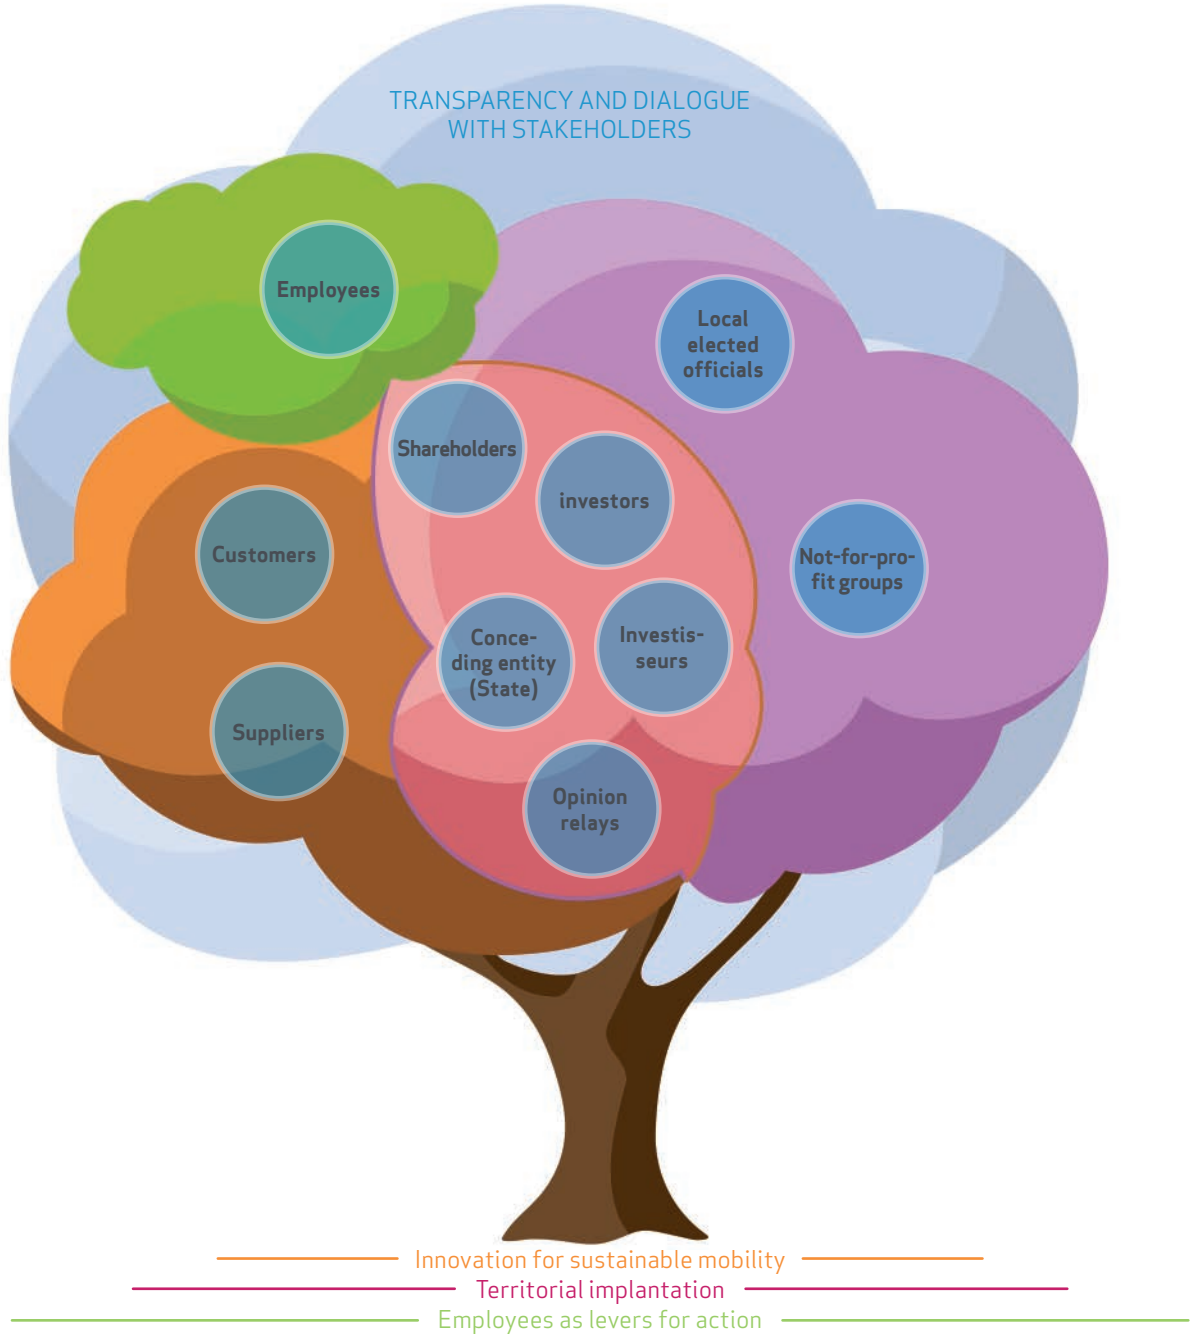 TRANSPARENCY AND DIALOGUE
WITH STAKEHOLDERS
Employees
Local
elected
officials
Shareholders
investors
Customers
Not-for-pro-
fit groups
Conce-
ding entity
(State)
Investis-
seurs
Suppliers
Opinion
relays
Innovation for sustainable mobility
Territorial implantation
Employees as levers for action